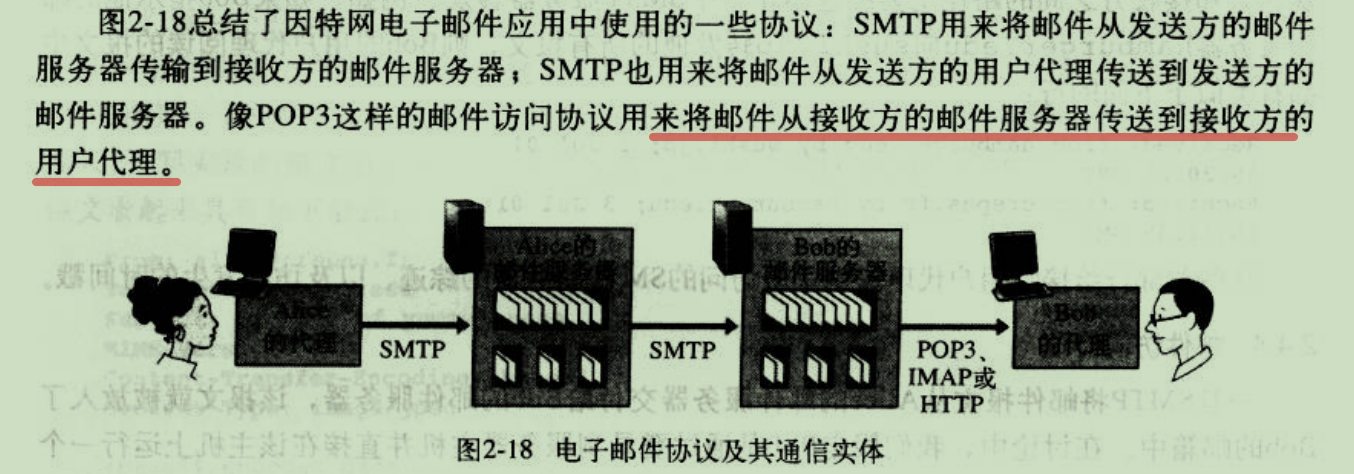 图2-18总结了因特网电子邮件应用中使用的一些协议：SMTP用来将邮件从发送方的邮件
服务器传输到接收方的邮件服务器；SMTP也用来将邮件从发送方的用户代理传送到发送方的
邮件服务器。像POP3这样的邮件访问协议用来将邮件从接收方的邮件服务器传送到接收方的
用户代理。
Alice的
邮件服务器
Bob的
邮件服务器
Alice
的代理
SMTP
SMTP
POP3、
IMAP或
HTTP
Bob
的代理
图2-18 电子邮件协议及其通信实体